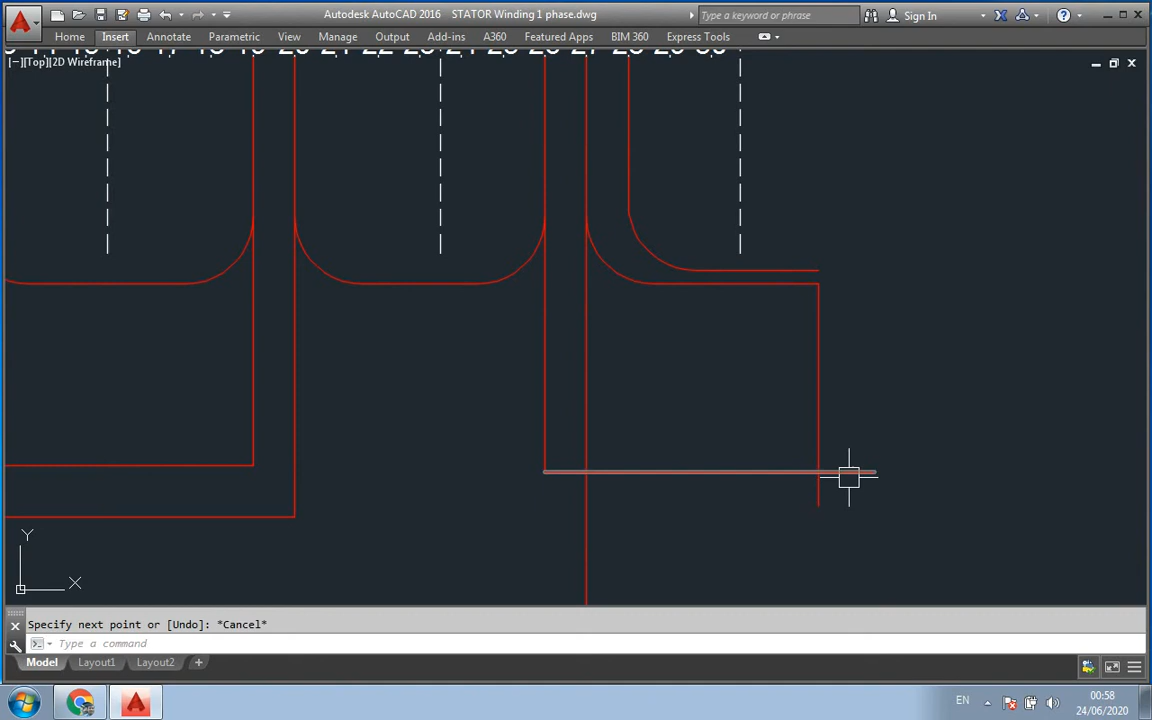 Autodesk AutoCAD 2016 STATOR Winding 1 phase.dwg
Type a keyword or phrase
Sign In
Home Insert Annotate Parametric View Manage Output Add-ins A360 Featured Apps BIM 360 Express Tools
[−][Top][2D Wireframe]
Y
X
Specify next point or [Undo]: *Cancel*
Type a command
Model Layout1 Layout2
EN
00:58
24/06/2020